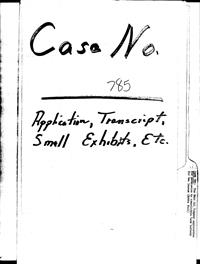 Case No.
785
Application, Transcript,
Small Exhibits, Etc.